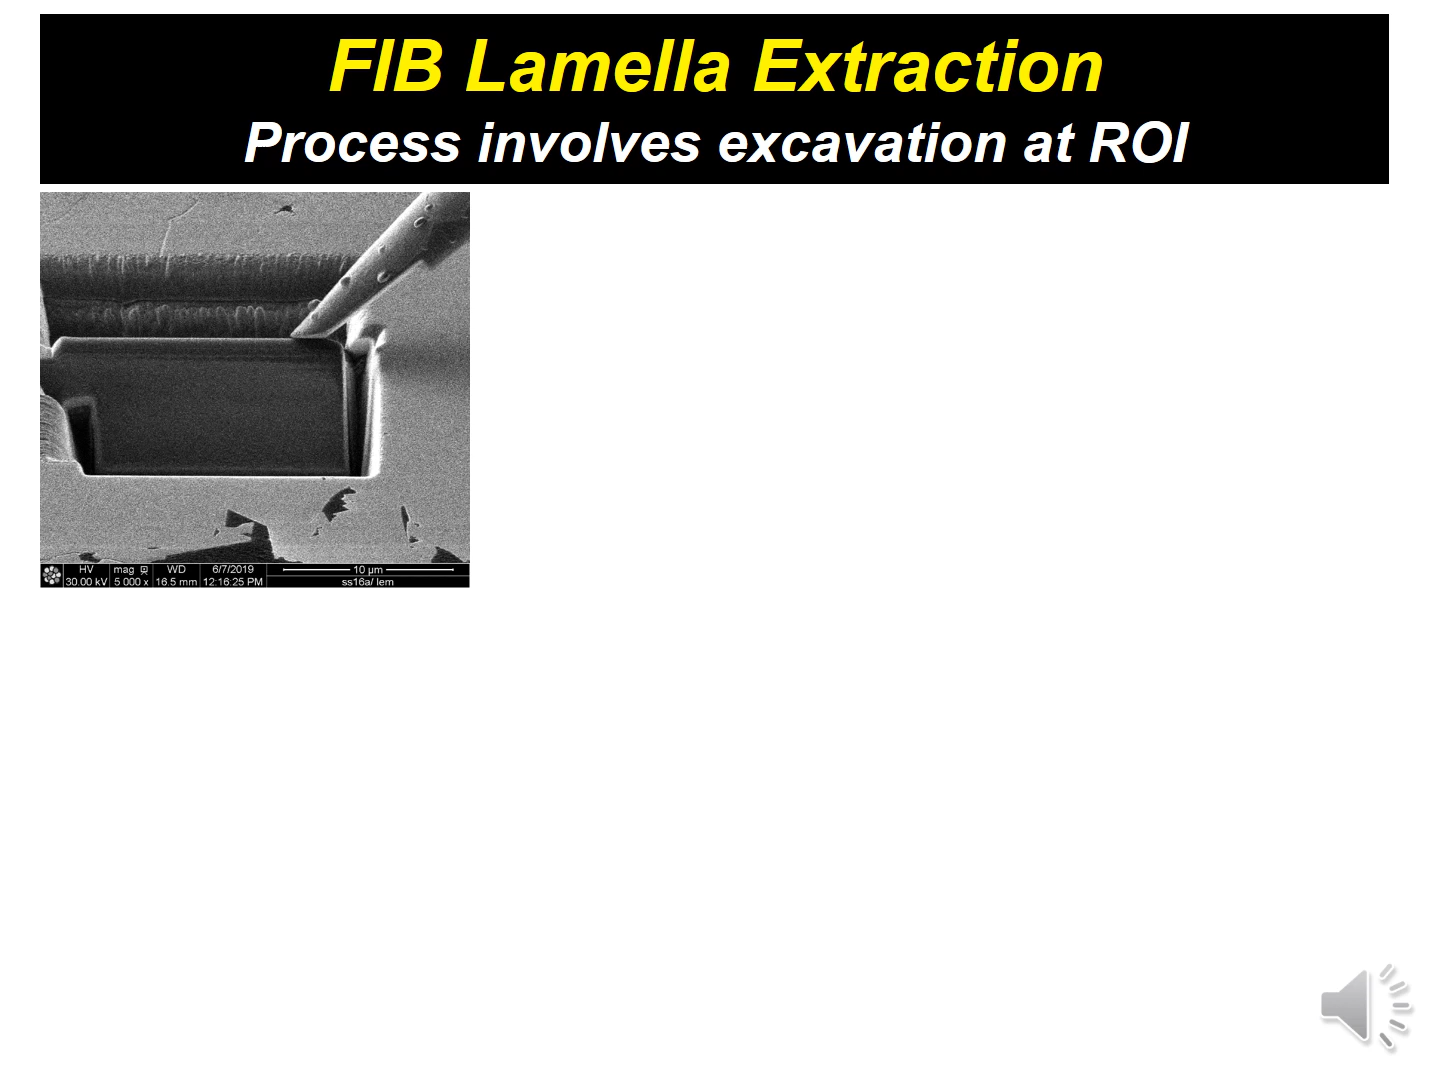 FIB Lamella Extraction
Process involves excavation at ROI
HV mag WD 6/7/2019 10 µm
30.00 kV 5 000 x 16.5 mm 12:16:25 PM ss16a/ lem